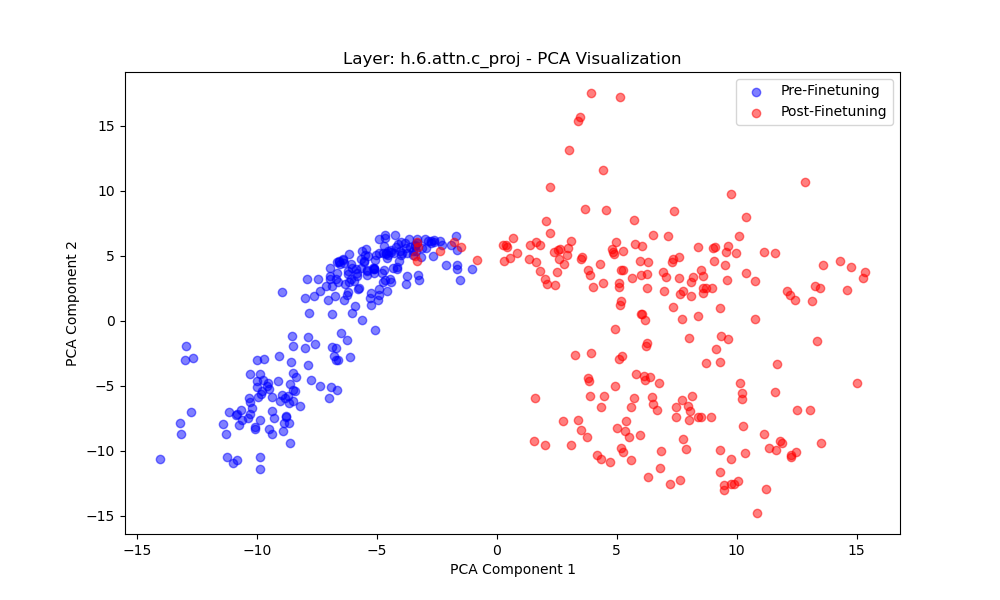 Layer: h.6.attn.c_proj - PCA Visualization
Pre-Finetuning
Post-Finetuning
15
10
5
0
−5
−10
−15
PCA Component 2
−15
−10
−5
0
5
10
15
PCA Component 1